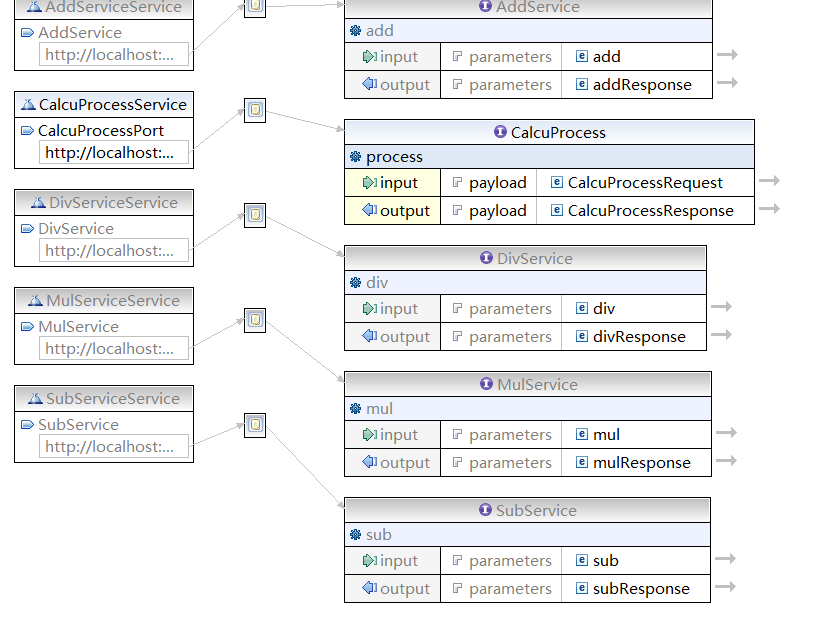 AddServiceService
AddService
http://localhost:...
AddService
add
input parameters add
output parameters addResponse
CalcuProcessService
CalcuProcessPort
http://localhost:...
CalcuProcess
process
input payload CalcuProcessRequest
output payload CalcuProcessResponse
DivServiceService
DivService
http://localhost:...
DivService
div
input parameters div
output parameters divResponse
MulServiceService
MulService
http://localhost:...
MulService
mul
input parameters mul
output parameters mulResponse
SubServiceService
SubService
http://localhost:...
SubService
sub
input parameters sub
output parameters subResponse